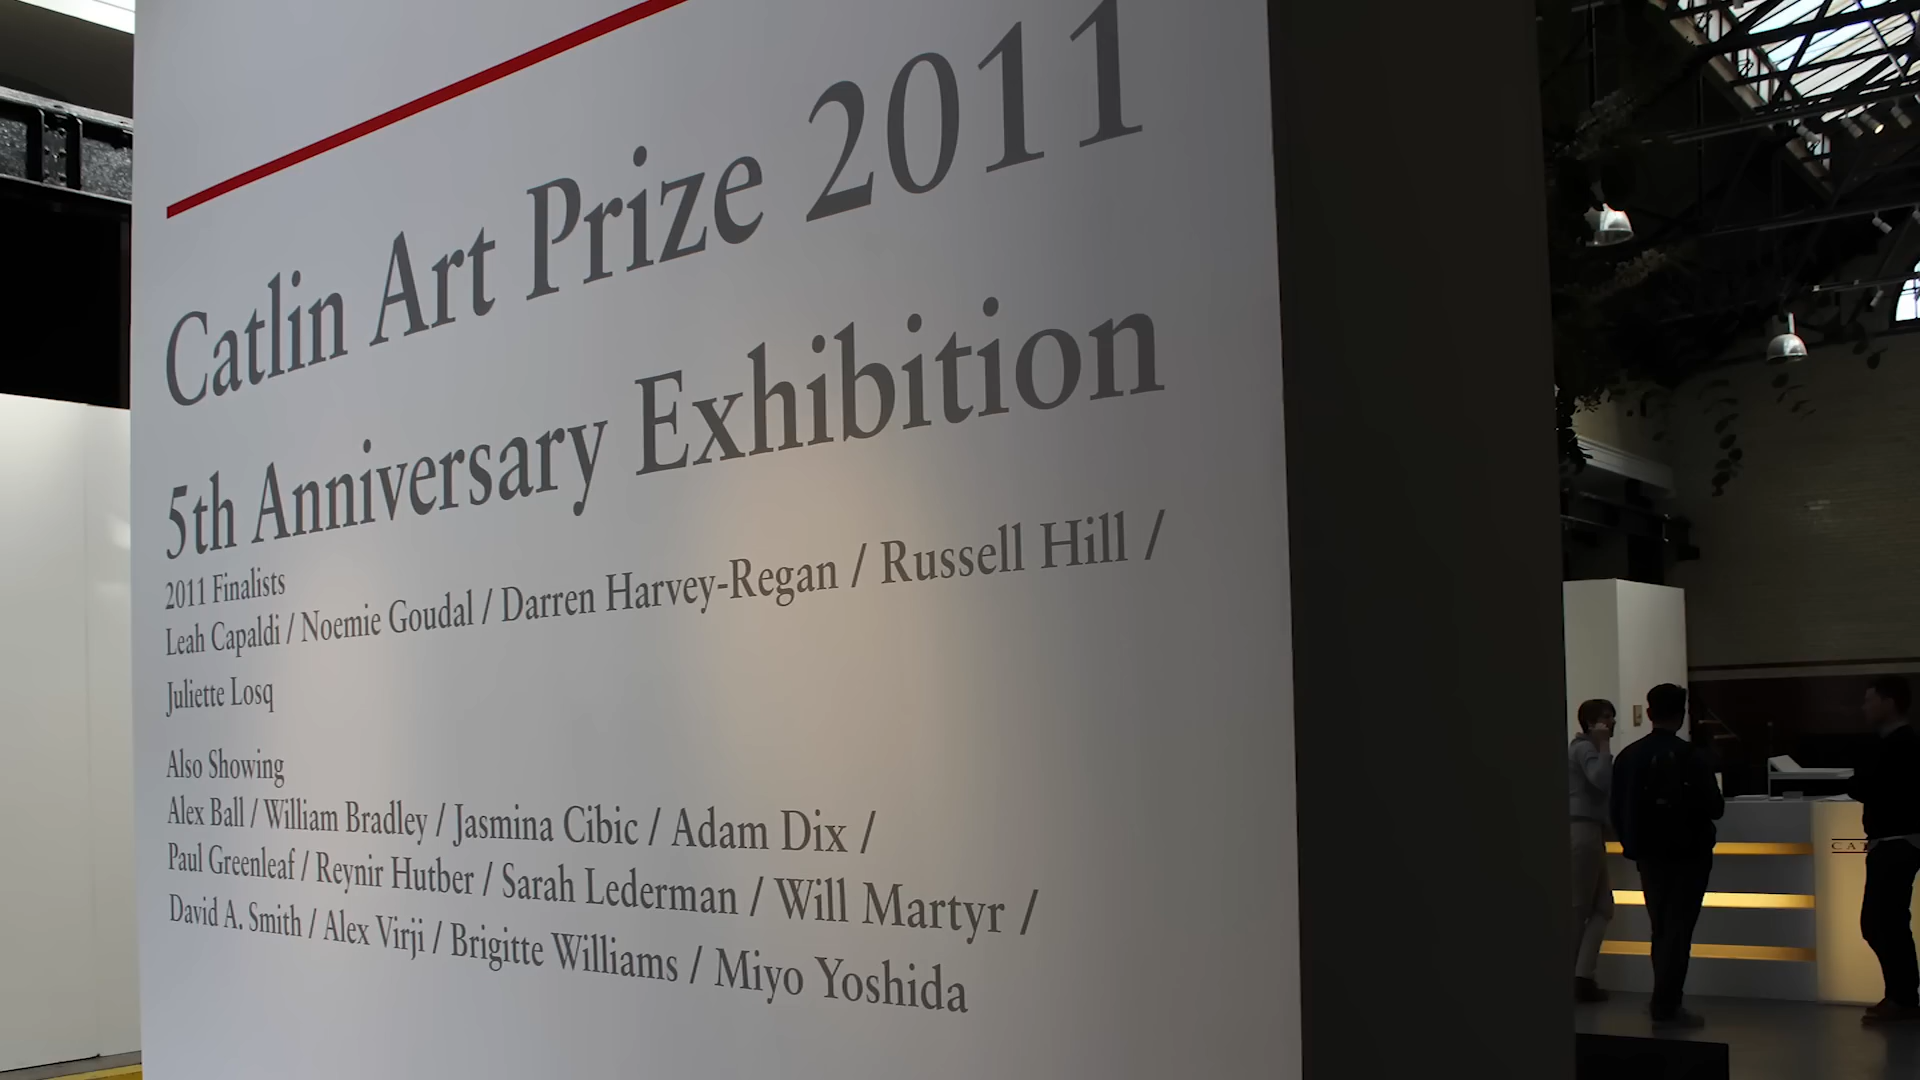 Catlin Art Prize 2011
5th Anniversary Exhibition
2011 Finalists
Leah Capaldi / Noemie Goudal / Darren Harvey-Regan / Russell Hill /
Juliette Losq
Also Showing
Alex Ball / William Bradley / Jasmina Cibic / Adam Dix /
Paul Greenleaf / Reynir Hutber / Sarah Lederman / Will Martyr /
David A. Smith / Alex Virji / Brigitte Williams / Miyo Yoshida